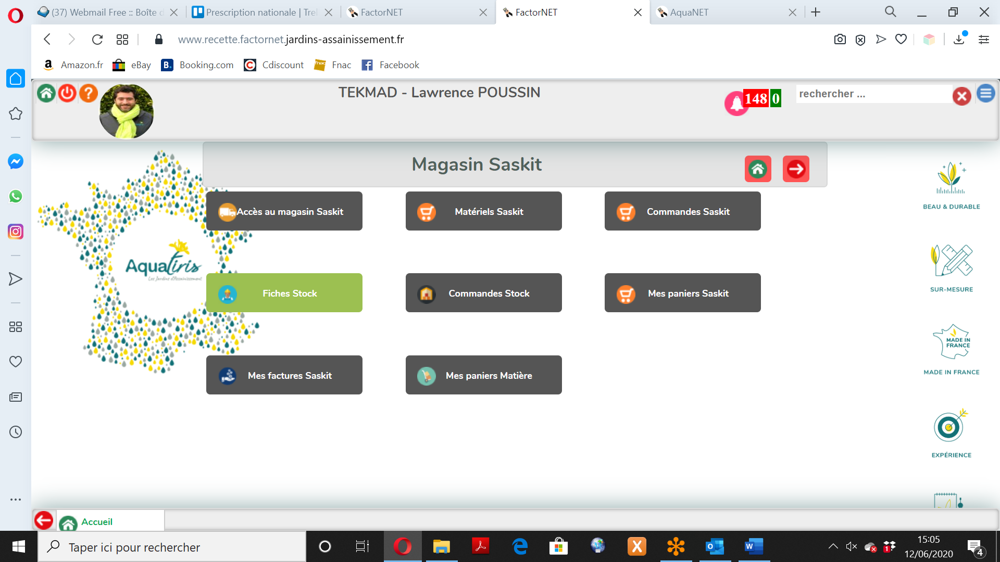 (37) Webmail Free :: Boîte d
Prescription nationale | Trel
FactorNET
FactorNET
AquaNET
www.recette.factornet.jardins-assainissement.fr
Amazon.fr
eBay
Booking.com
Cdiscount
Fnac
Facebook
TEKMAD - Lawrence POUSSIN
148 0
rechercher ...
Magasin Saskit
Accès au magasin Saskit
Matériels Saskit
Commandes Saskit
Fiches Stock
Commandes Stock
Mes paniers Saskit
Mes factures Saskit
Mes paniers Matière
Aquatiris
Les Jardins d'Assainissement
BEAU & DURABLE
SUR-MESURE
MADE IN
FRANCE
MADE IN FRANCE
EXPÉRIENCE
Accueil
Taper ici pour rechercher
15:05
12/06/2020
1
4